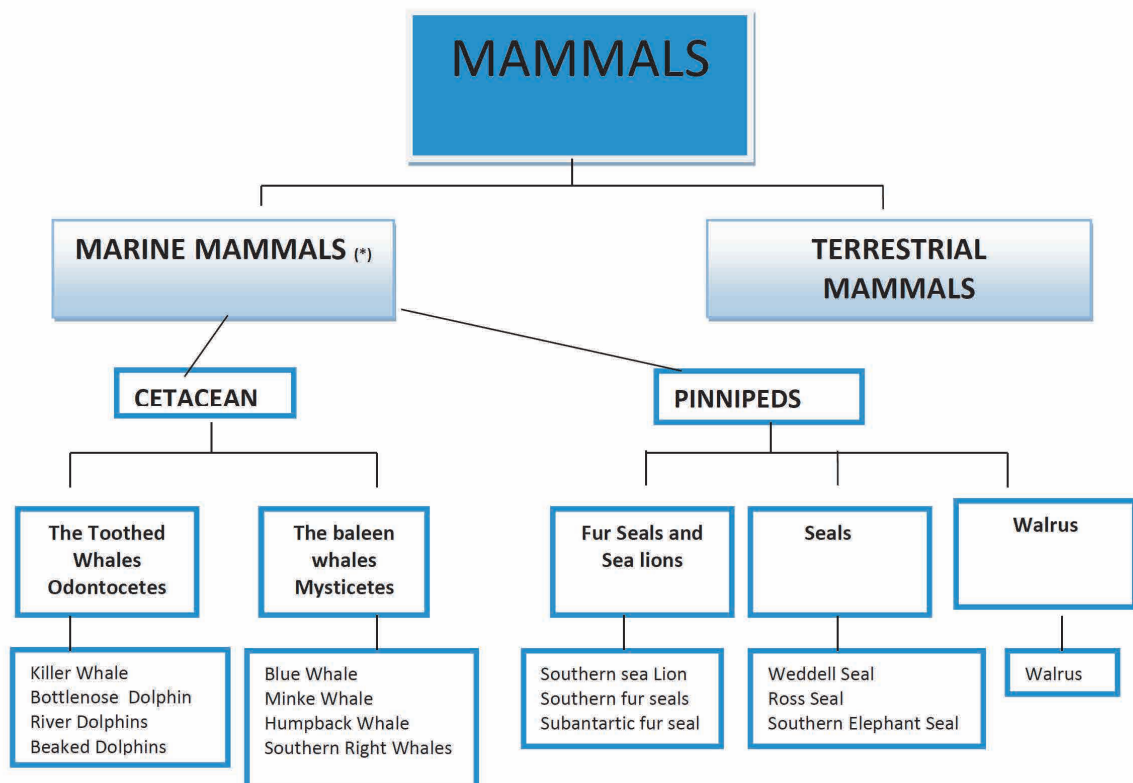 MAMMALS
MARINE MAMMALS (*)
TERRESTRIAL
MAMMALS
CETACEAN
PINNIPEDS
The Toothed
Whales
Odontocetes
The baleen
whales
Mysticetes
Fur Seals and
Sea lions
Seals
Walrus
Killer Whale
Bottlenose Dolphin
River Dolphins
Beaked Dolphins
Blue Whale
Minke Whale
Humpback Whale
Southern Right Whales
Southern sea Lion
Southern fur seals
Subantartic fur seal
Weddell Seal
Ross Seal
Southern Elephant Seal
Walrus